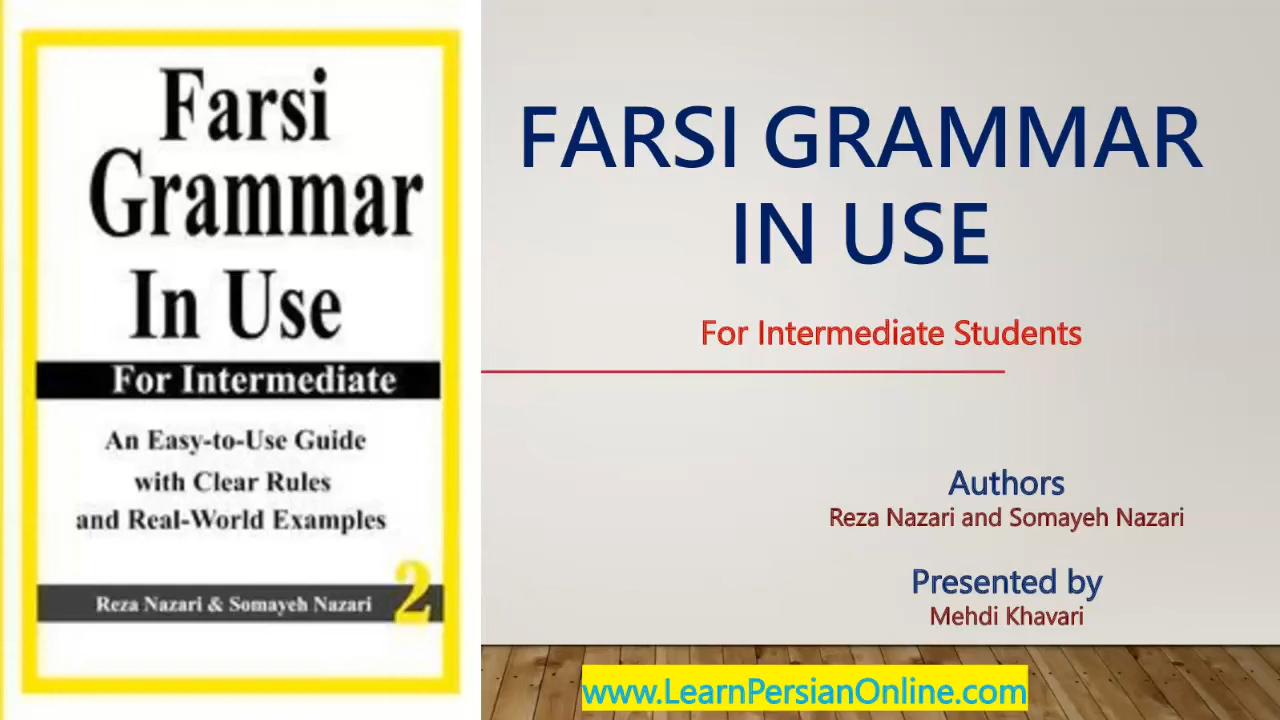 Farsi
Grammar
In Use
For Intermediate
An Easy-to-Use Guide
with Clear Rules
and Real-World Examples
Reza Nazari & Somayeh Nazari 2
FARSI GRAMMAR
IN USE
For Intermediate Students
Authors
Reza Nazari and Somayeh Nazari
Presented by
Mehdi Khavari
www.LearnPersianOnline.com